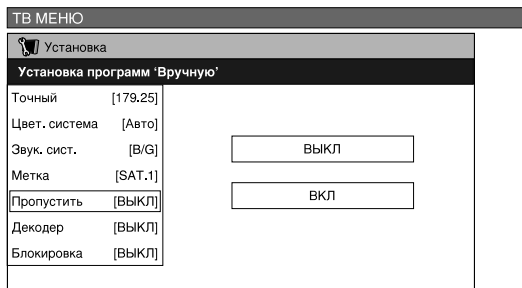 ТВ МЕНЮ
Установка
Установка программ ‘Вручную’
Точный [179.25]
Цвет. система [Авто]
Звук. сист. [B/G]
Метка [SAT.1]
Пропустить [ВЫКЛ]
Декодер [ВЫКЛ]
Блокировка [ВЫКЛ]
ВЫКЛ
ВКЛ